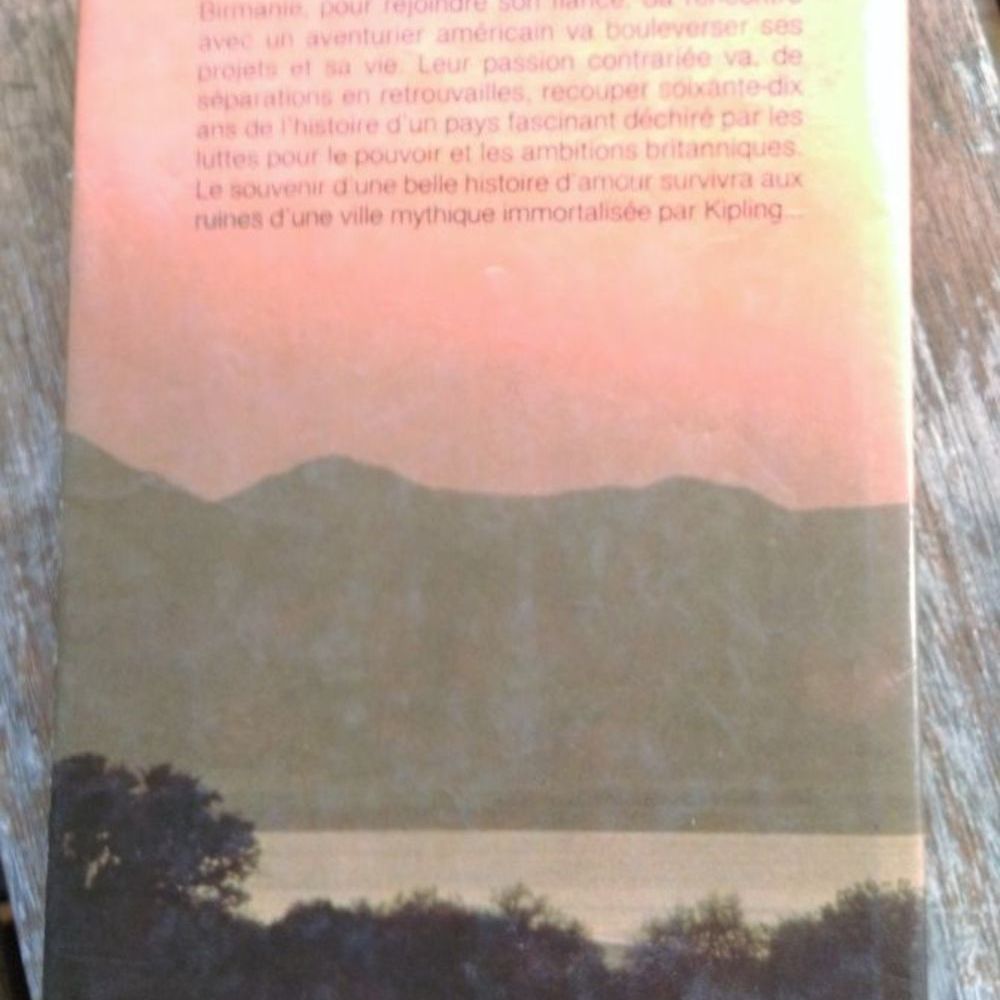 Birmanie, pour rejoindre son fiancé. Sa rencontre
avec un aventurier américain va bouleverser ses
projets et sa vie. Leur passion contrariée va, de
séparations en retrouvailles, recouper soixante-dix
ans de l'histoire d'un pays fascinant déchiré par les
luttes pour le pouvoir et les ambitions britanniques.
Le souvenir d'une belle histoire d'amour survivra aux
ruines d'une ville mythique immortalisée par Kipling...